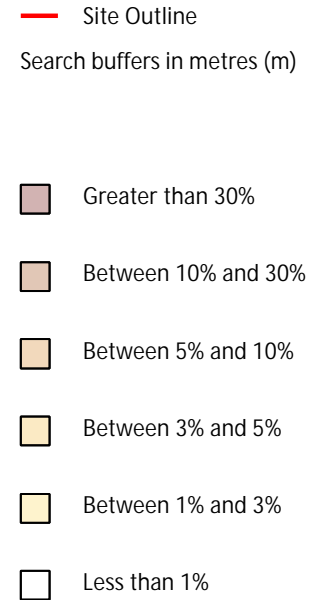 Site Outline
Search buffers in metres (m)
Greater than 30%
Between 10% and 30%
Between 5% and 10%
Between 3% and 5%
Between 1% and 3%
Less than 1%